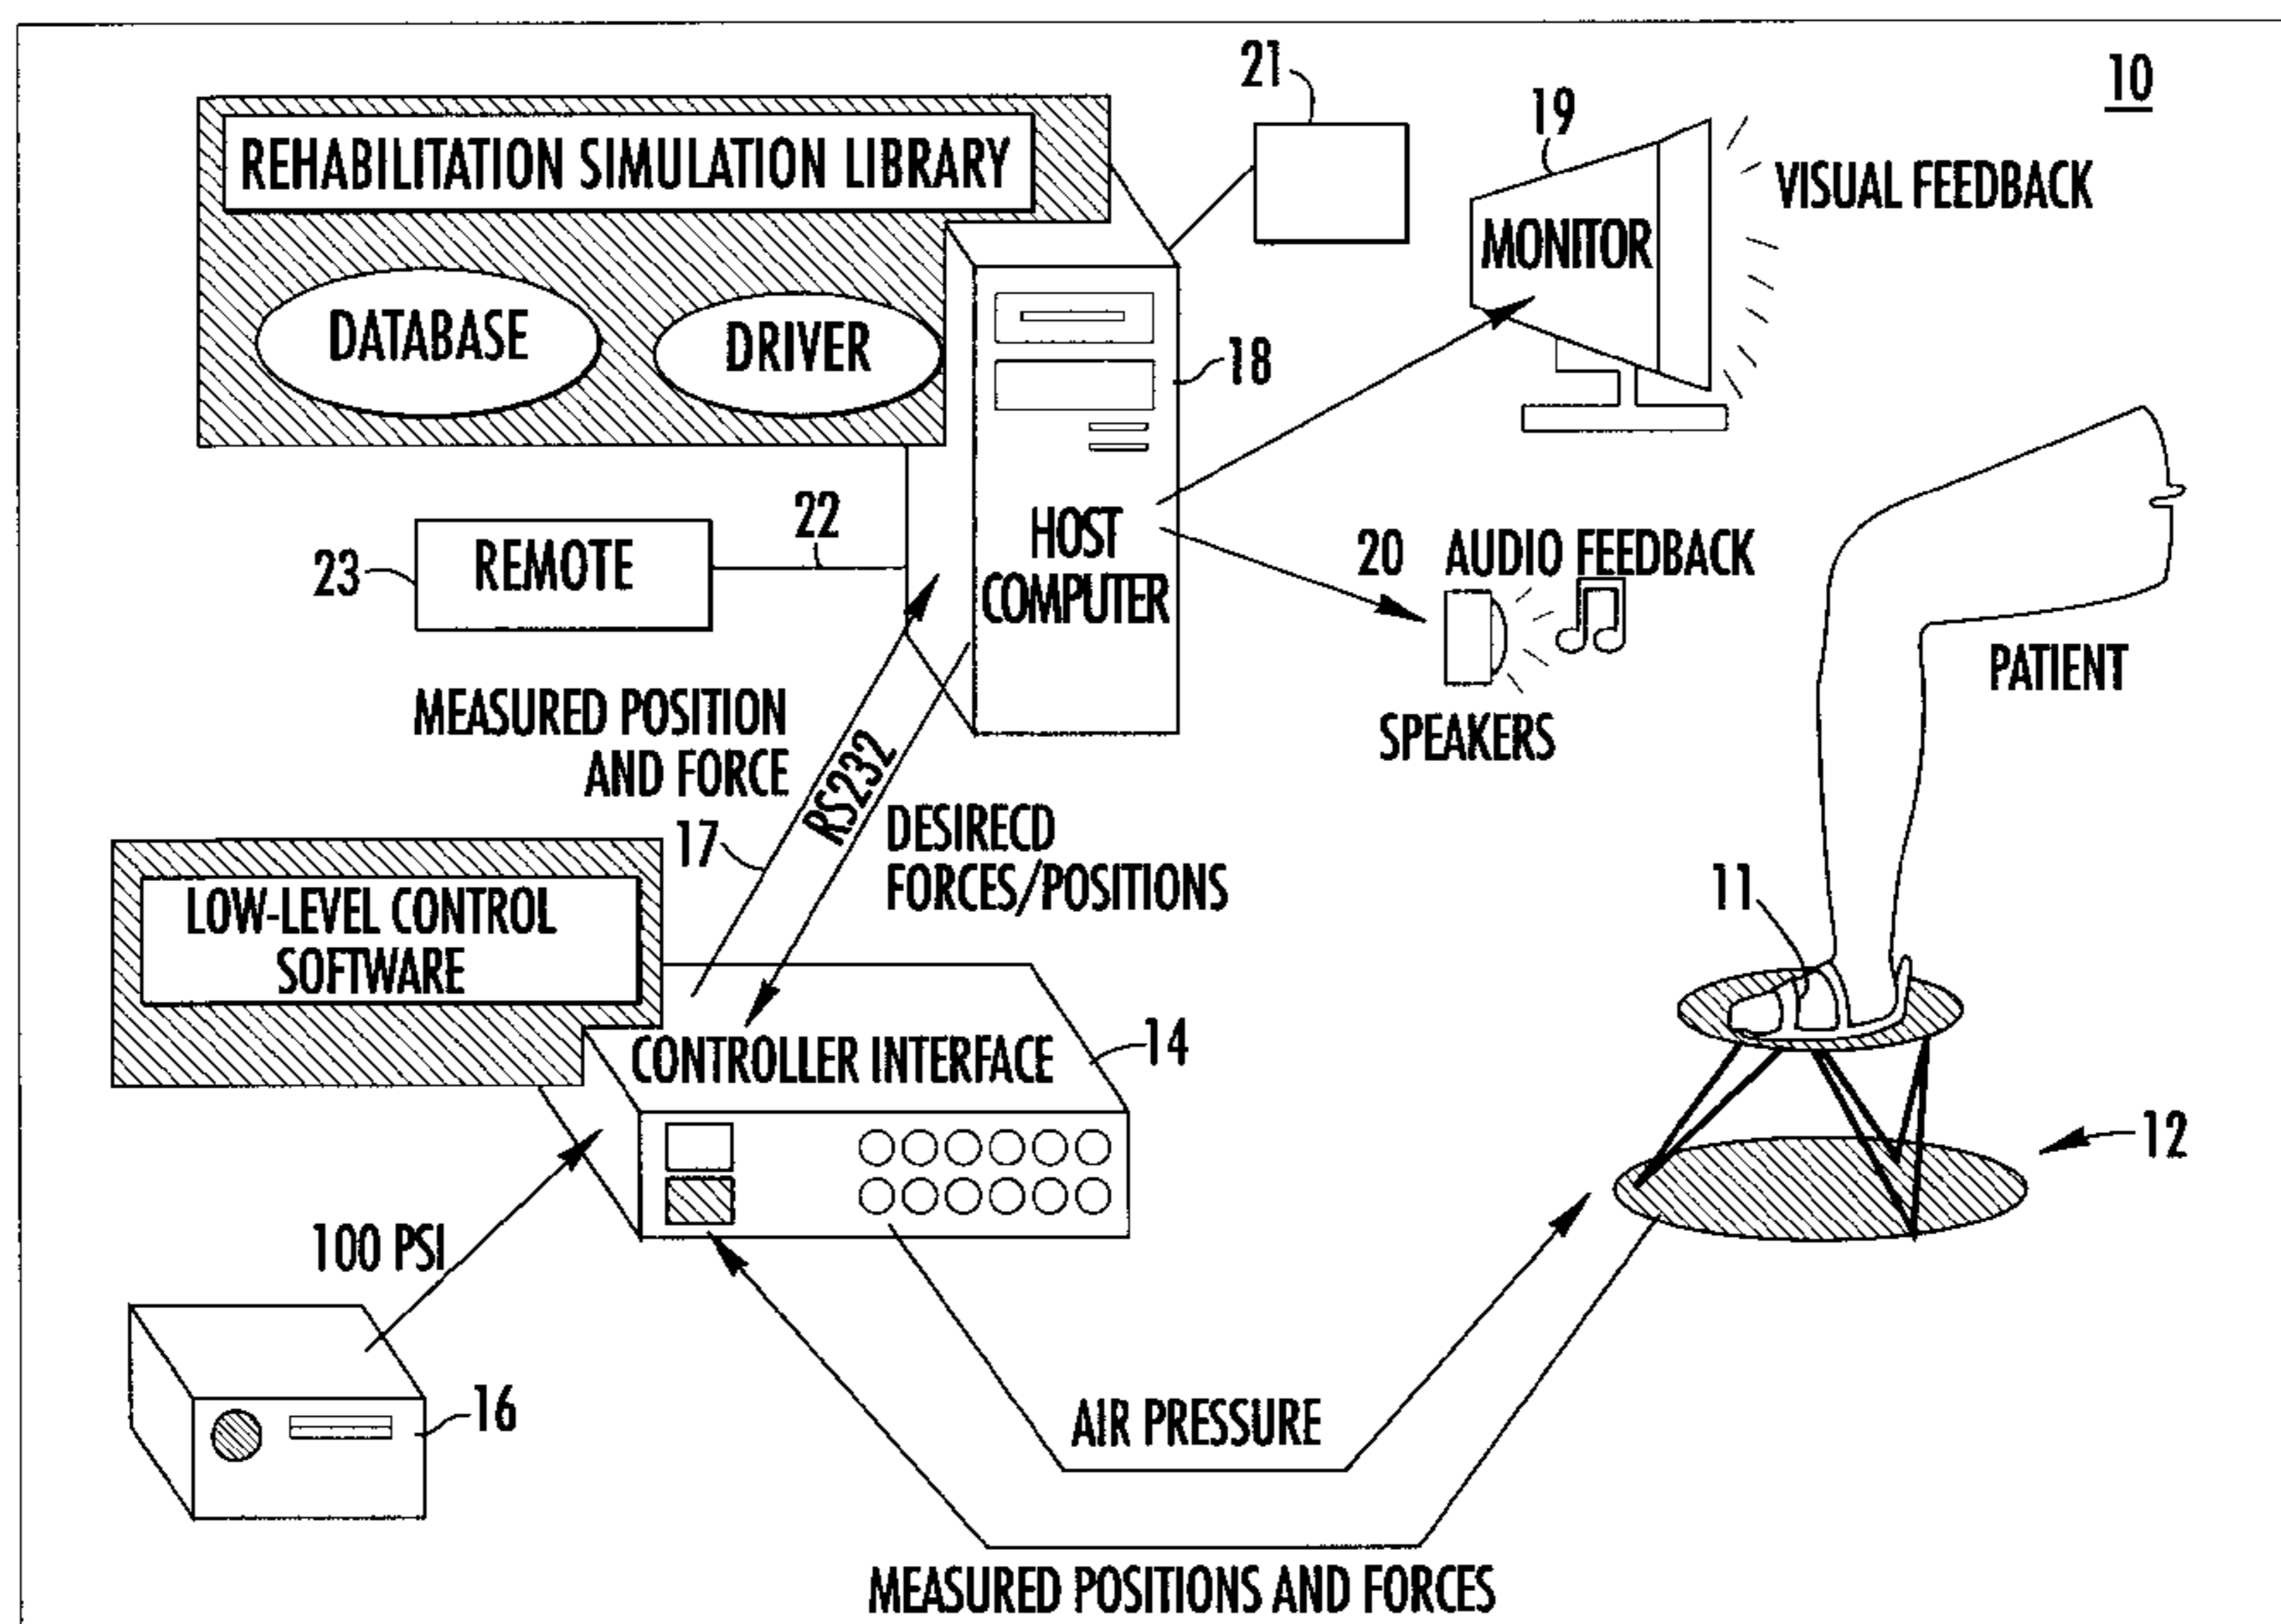 10
21
19
REHABILITATION SIMULATION LIBRARY
VISUAL FEEDBACK
MONITOR
DATABASE
DRIVER
18
22
23
REMOTE
HOST
COMPUTER
20
AUDIO FEEDBACK
PATIENT
SPEAKERS
MEASURED POSITION
AND FORCE
RS232
17
DESIRECD
FORCES/POSITIONS
11
LOW-LEVEL CONTROL
SOFTWARE
CONTROLLER INTERFACE
14
12
100 PSI
16
AIR PRESSURE
MEASURED POSITIONS AND FORCES